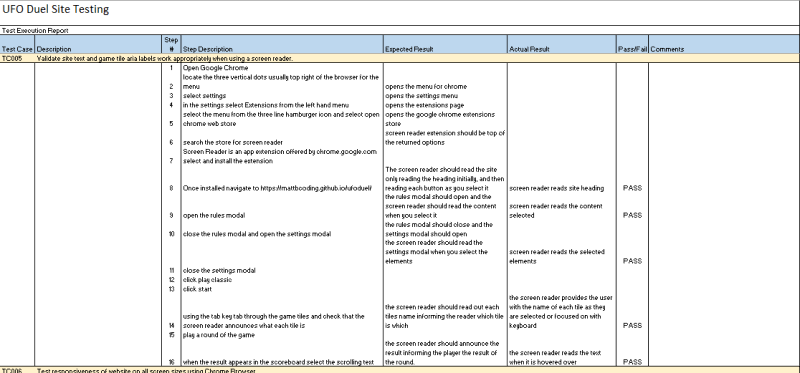 UFO Duel Site Testing
Test Execution Report
Test Case Description Step # Step Description Expected Result Actual Result Pass/Fail Comments
TC005 Validate site text and game tile aria labels work appropriately when using a screen reader.
1 Open Google Chrome
locate the three vertical dots usually top right of the browser for the
2 menu opens the menu for chrome
3 select settings opens the settings menu
4 in the settings select Extensions from the left hand menu opens the extensions page
select the menu from the three line hamburger icon and select open opens the google chrome extensions
5 chrome web store store
screen reader extension should be top of
6 search the store for screen reader the returned options
Screen Reader is an app extension offered by chrome.google.com
7 select and install the extension
The screen reader should read the site
only reading the heading initially, and then
8 Once installed navigate to https://mattbcoding.github.io/ufoduel/ reading each button as you select it screen reader reads site heading PASS
the rules modal should open and the
screen reader should read the content screen reader reads the content
9 open the rules modal when you select it selected PASS
the rules modal should close and the
10 close the rules modal and open the settings modal settings modal should open
the screen reader should read the
settings modal when you select the screen reader reads the selected
elements elements PASS
11 close the settings modal
12 click play classic
13 click start
the screen reader provides the user
the screen reader should read out each with the name of each tile as they
using the tab key tab through the game tiles and check that the tiles name informing the reader which tile are selected or focused on with
14 screen reader announces what each tile is is which keyboard PASS
15 play a round of the game
the screen reader should announce the
result informing the player the result of the screen reader reads the text
16 when the result appears in the scoreboard select the scrolling text the round. when it is hovered over PASS
TC006 Test responsiveness of website on all screen sizes using Chrome Browser